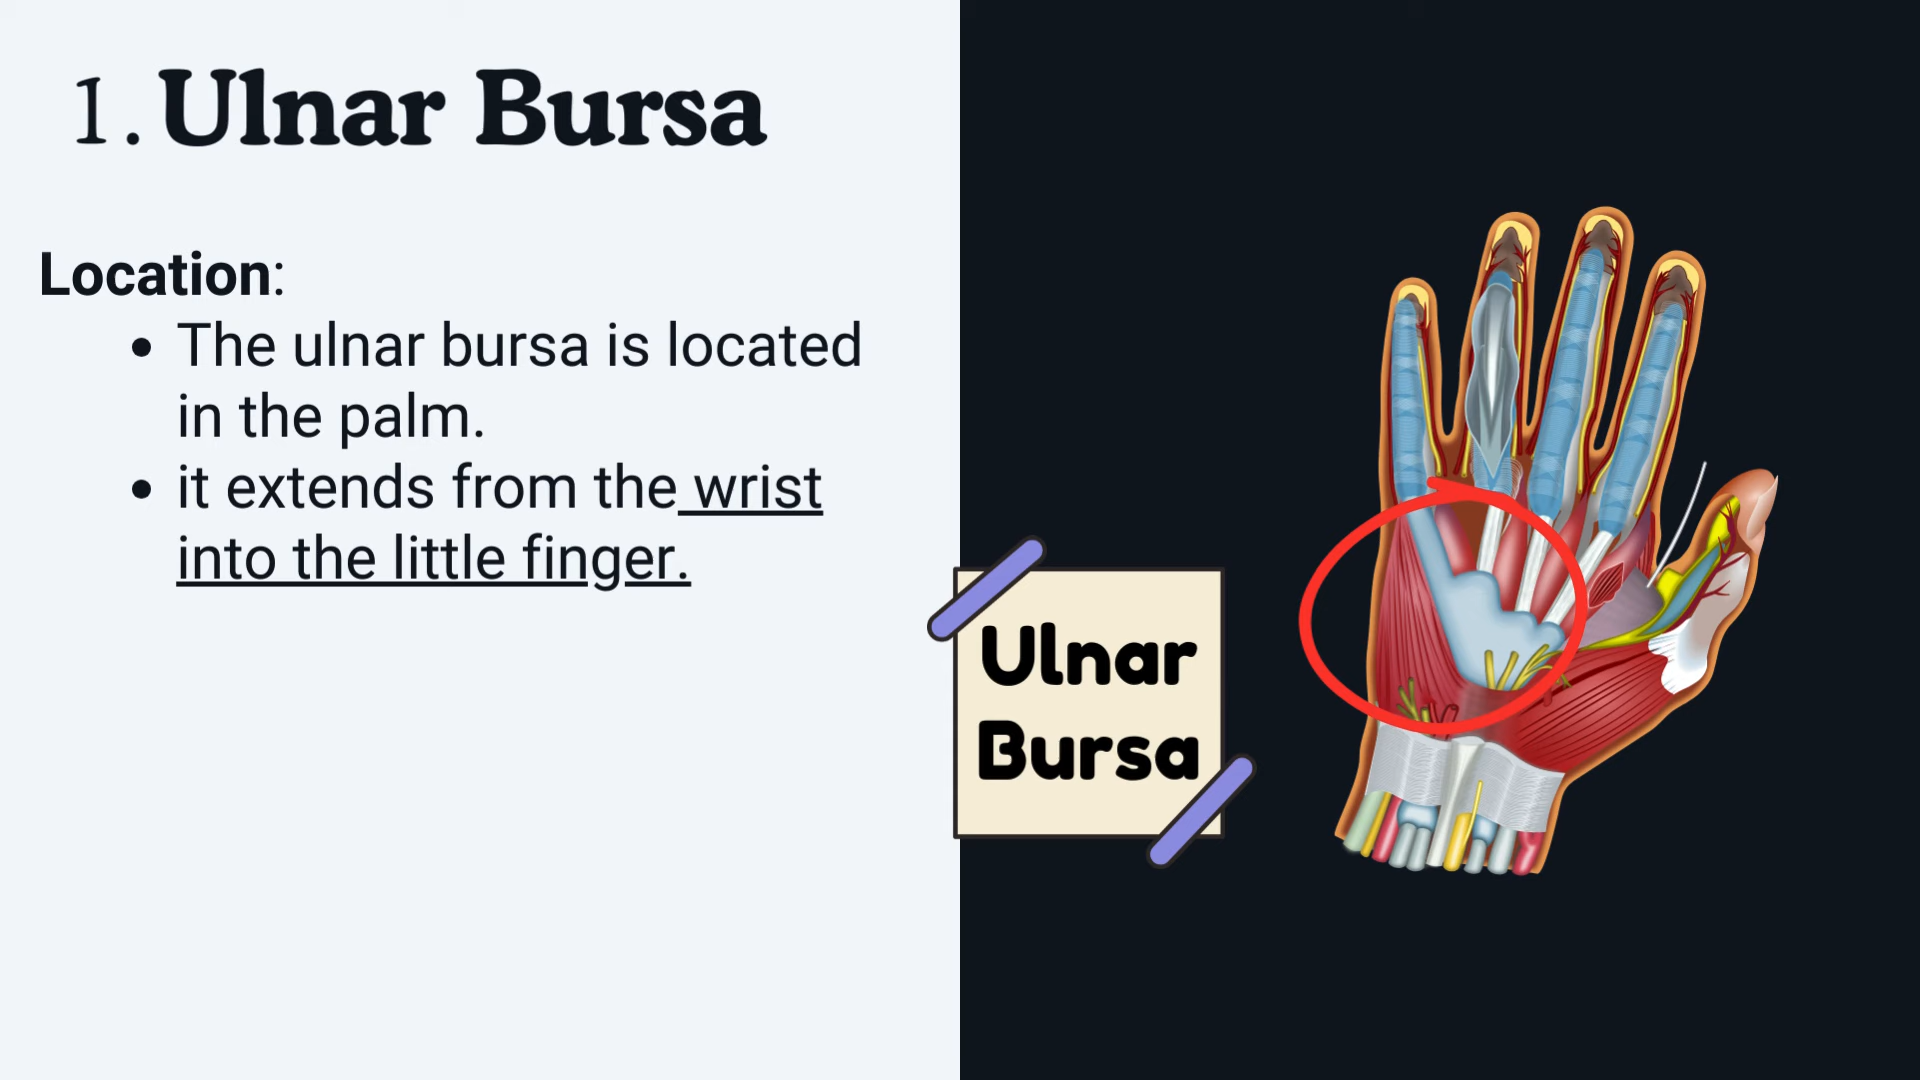 1. Ulnar Bursa
Location:
• The ulnar bursa is located
in the palm.
• it extends from the wrist
into the little finger.
Ulnar
Bursa